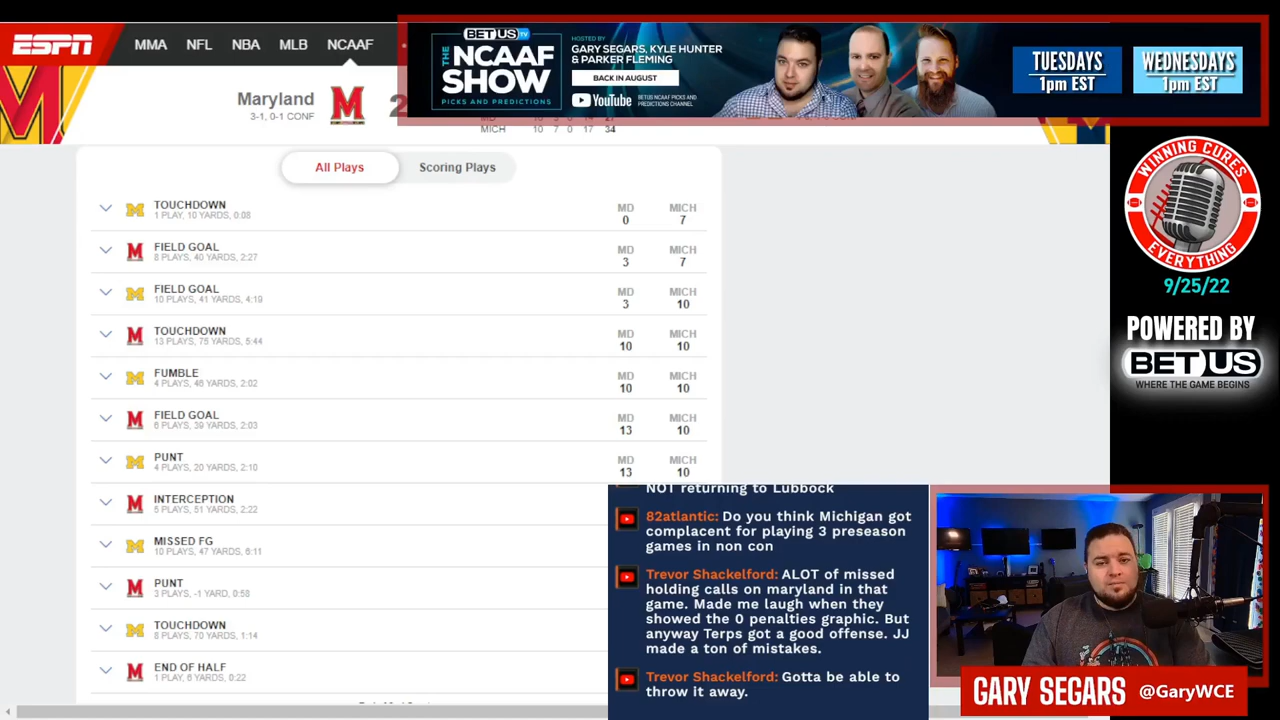 ESPN
MMA NFL NBA MLB NCAAF
BETUS TV
THE NCAAF SHOW
PICKS AND PREDICTIONS
HOSTED BY
GARY SEGARS, KYLE HUNTER
& PARKER FLEMING
BACK IN AUGUST
YouTube BETUS NCAAF PICKS AND PREDICTIONS CHANNEL
TUESDAYS
1pm EST
WEDNESDAYS
1pm EST
Maryland
3-1, 0-1 CONF
M
MICH 10 7 0 17 34
All Plays Scoring Plays
TOUCHDOWN MD MICH
1 PLAY, 10 YARDS, 0:08 0 7
FIELD GOAL MD MICH
8 PLAYS, 40 YARDS, 2:27 3 7
FIELD GOAL MD MICH
10 PLAYS, 41 YARDS, 4:19 3 10
TOUCHDOWN MD MICH
13 PLAYS, 75 YARDS, 5:44 10 10
FUMBLE MD MICH
4 PLAYS, 46 YARDS, 2:02 10 10
FIELD GOAL MD MICH
6 PLAYS, 39 YARDS, 2:03 13 10
PUNT MD MICH
4 PLAYS, 20 YARDS, 2:10 13 10
INTERCEPTION
5 PLAYS, 51 YARDS, 2:22
MISSED FG
10 PLAYS, 47 YARDS, 6:11
PUNT
3 PLAYS, -1 YARD, 0:58
TOUCHDOWN
8 PLAYS, 70 YARDS, 1:14
END OF HALF
1 PLAY, 6 YARDS, 0:22
NOT returning to Lubbock
82atlantic: Do you think Michigan got
complacent for playing 3 preseason
games in non con
Trevor Shackelford: ALOT of missed
holding calls on maryland in that
game. Made me laugh when they
showed the 0 penalties graphic. But
anyway Terps got a good offense. JJ
made a ton of mistakes.
Trevor Shackelford: Gotta be able to
throw it away.
WINNING CURES
EVERYTHING
9/25/22
POWERED BY
BETUS
WHERE THE GAME BEGINS
GARY SEGARS @GaryWCE